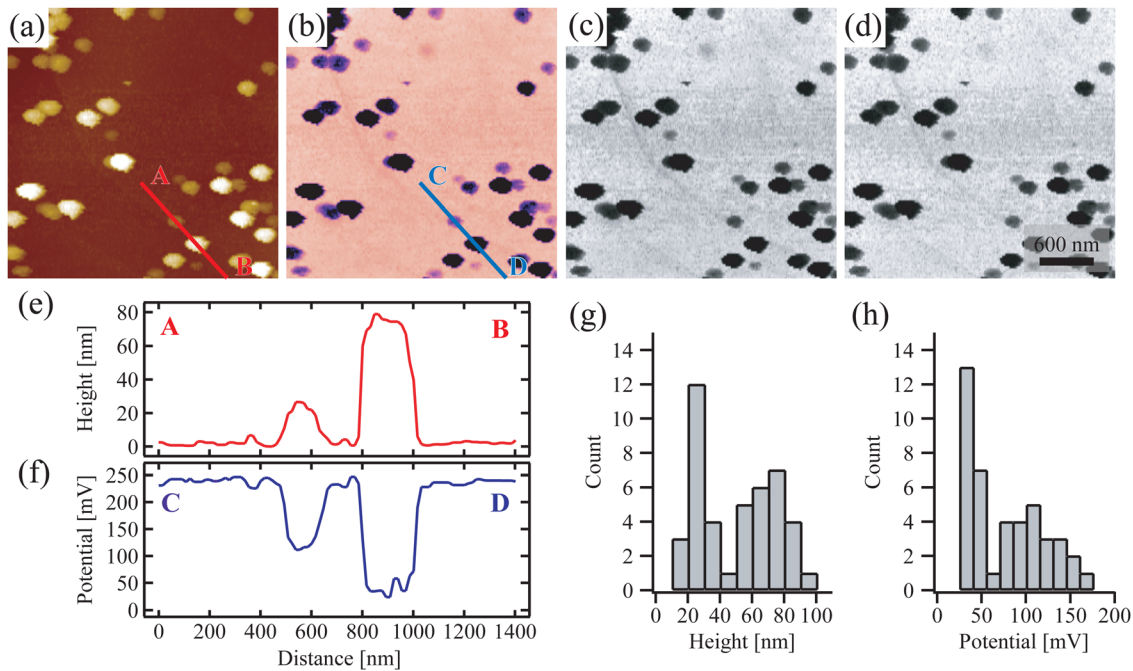 (a) (b) (c) (d)
A
B
C
D
600 nm
(e)
80
60
40
20
0
Height [nm]
A B
(f)
250
200
150
100
50
0
Potential [mV]
C D
0 200 400 600 800 1000 1200 1400
Distance [nm]
(g)
14
12
10
8
6
4
2
0
Count
0 20 40 60 80 100
Height [nm]
(h)
14
12
10
8
6
4
2
0
Count
0 50 100 150 200
Potential [mV]